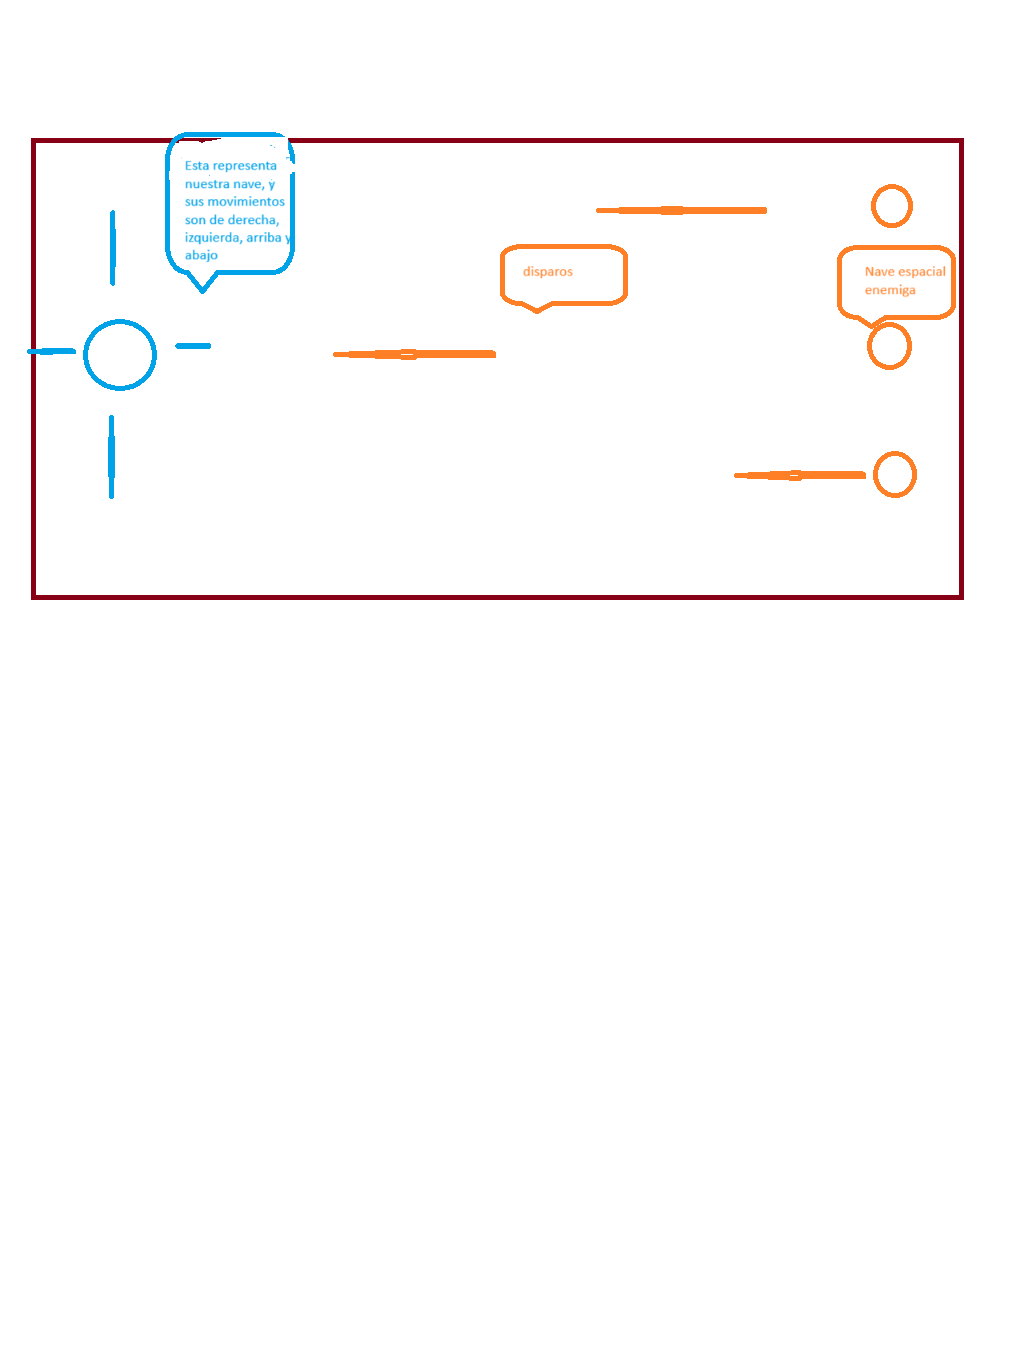 Esta representa
nuestra nave, y
sus movimientos
son de derecha,
izquierda, arriba y
abajo
disparos
Nave espacial
enemiga